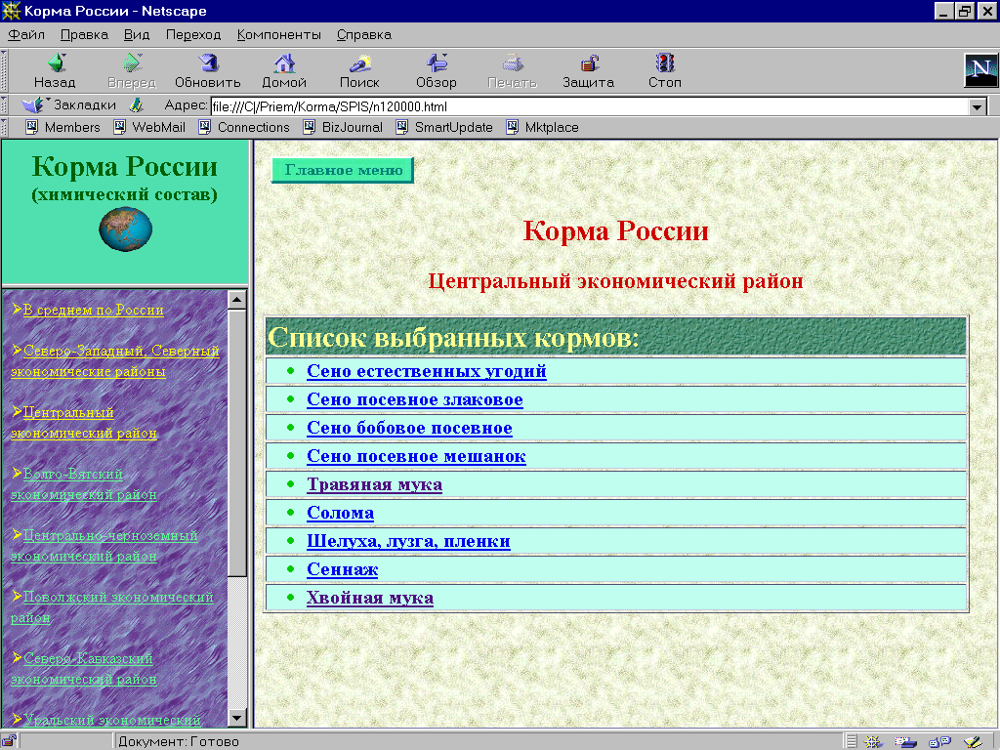 Корма России - Netscape
Файл Правка Вид Переход Компоненты Справка
Назад Вперед Обновить Домой Поиск Обзор Печать Защита Стоп
N
Закладки Адрес: file:///C|/Priem/Korma/SPIS/n120000.html
Members WebMail Connections BizJournal SmartUpdate Mktplace
Корма России
(химический состав)
В среднем по России
Северо-Западный, Северный
экономические районы
Центральный
экономический район
Волго-Вятский
экономический район
Центрально-черноземный
экономический район
Поволжский экономический
район
Северо-Кавказский
экономический район
Уральский экономический
Главное меню
Корма России
Центральный экономический район
Список выбранных кормов:
Сено естественных угодий
Сено посевное злаковое
Сено бобовое посевное
Сено посевное мешанок
Травяная мука
Солома
Шелуха, лузга, пленки
Сеннаж
Хвойная мука
Документ: Готово